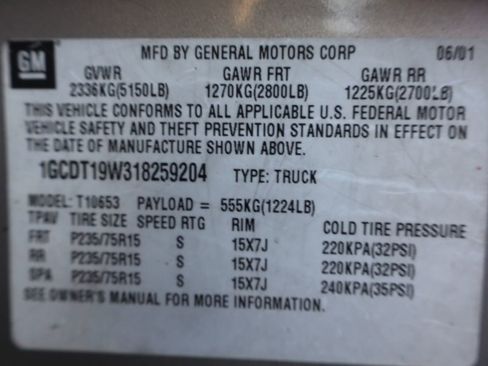 GM
MFD BY GENERAL MOTORS CORP 06/01
GVWR GAWR FRT GAWR RR
2336KG(5150LB) 1270KG(2800LB) 1225KG(2700LB)
THIS VEHICLE CONFORMS TO ALL APPLICABLE U.S. FEDERAL MOTOR
VEHICLE SAFETY AND THEFT PREVENTION STANDARDS IN EFFECT ON
THE DATE OF MANUFACTURE SHOWN ABOVE.
1GCDT19W318259204 TYPE: TRUCK
MODEL: T10653 PAYLOAD = 555KG(1224LB)
TIRE SIZE SPEED RTG RIM COLD TIRE PRESSURE
FRT P235/75R15 S 15X7J 220KPA(32PSI)
RR P235/75R15 S 15X7J 220KPA(32PSI)
SPA P235/75R15 S 15X7J 240KPA(35PSI)
SEE OWNER'S MANUAL FOR MORE INFORMATION.